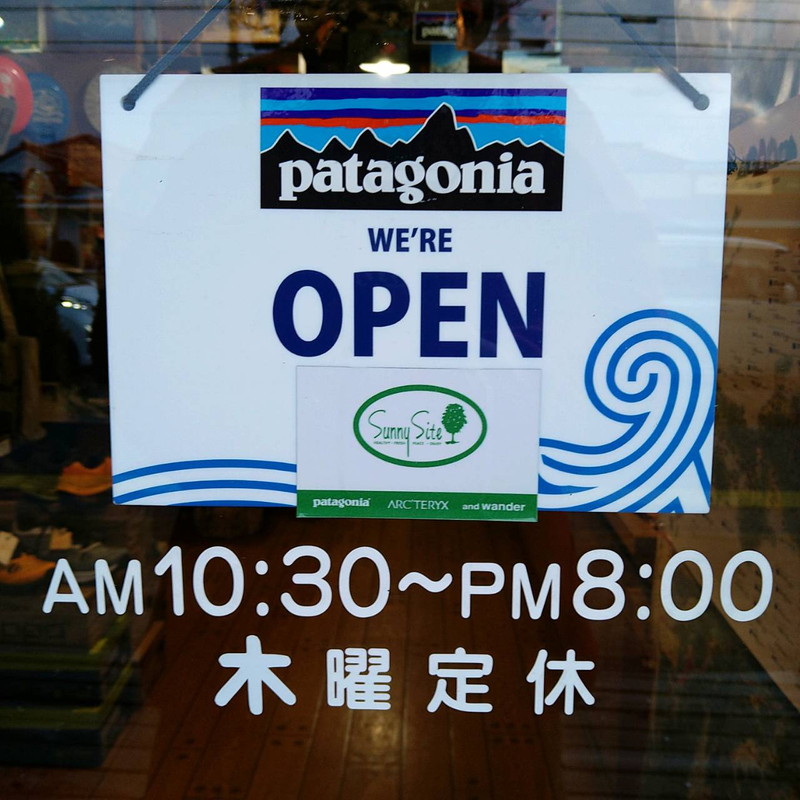 patagonia
WE'RE
OPEN
Sunny Site
patagonia ARC'TERYX and wander
AM10:30~PM8:00
木曜定休